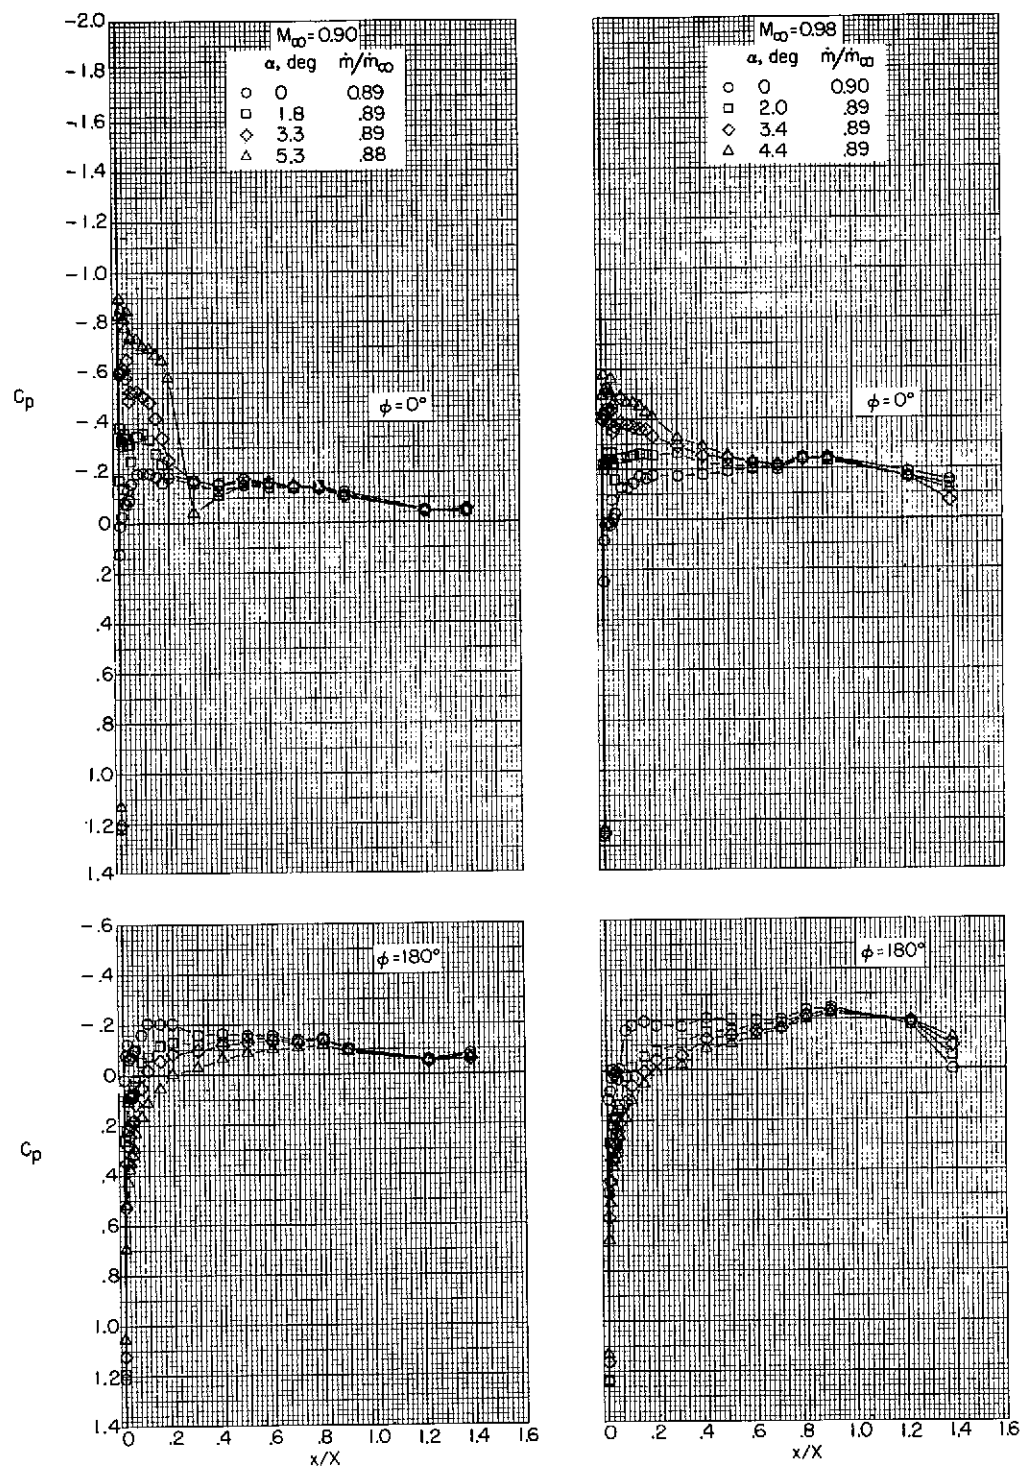 M∞=0.90
α, deg ṁ/ṁ∞
○ 0 0.89
□ 1.8 .89
◇ 3.3 .89
△ 5.3 .88
-2.0
-1.8
-1.6
-1.4
-1.2
-1.0
-.8
-.6
-.4
-.2
0
.2
.4
.6
.8
1.0
1.2
1.4
Cp
φ=0°
M∞=0.98
α, deg ṁ/ṁ∞
○ 0 0.90
□ 2.0 .89
◇ 3.4 .89
△ 4.4 .89
φ=0°
-.6
-.4
-.2
0
.2
.4
.6
.8
1.0
1.2
1.4
Cp
φ=180°
0 .2 .4 .6 .8 1.0 1.2 1.4 1.6
x/X
φ=180°
0 .2 .4 .6 .8 1.0 1.2 1.4 1.6
x/X